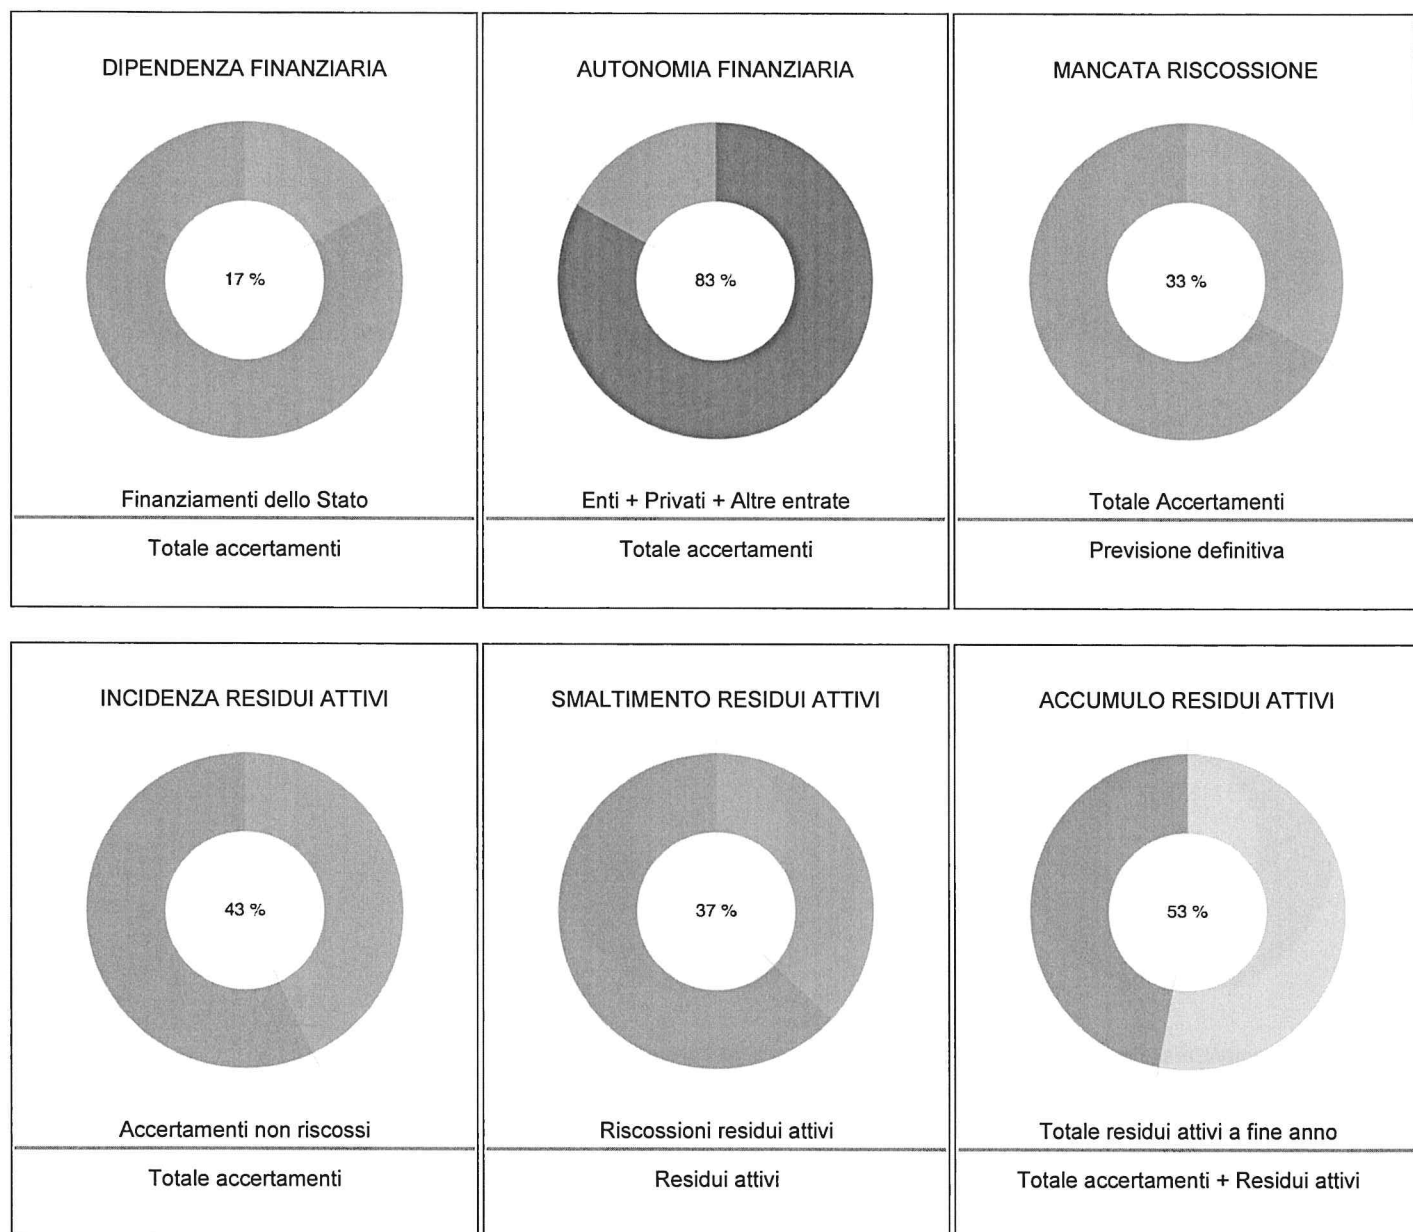 DIPENDENZA FINANZIARIA
17 %
Finanziamenti dello Stato
Totale accertamenti
AUTONOMIA FINANZIARIA
83 %
Enti + Privati + Altre entrate
Totale accertamenti
MANCATA RISCOSSIONE
33 %
Totale Accertamenti
Previsione definitiva
INCIDENZA RESIDUI ATTIVI
43 %
Accertamenti non riscossi
Totale accertamenti
SMALTIMENTO RESIDUI ATTIVI
37 %
Riscossioni residui attivi
Residui attivi
ACCUMULO RESIDUI ATTIVI
53 %
Totale residui attivi a fine anno
Totale accertamenti + Residui attivi